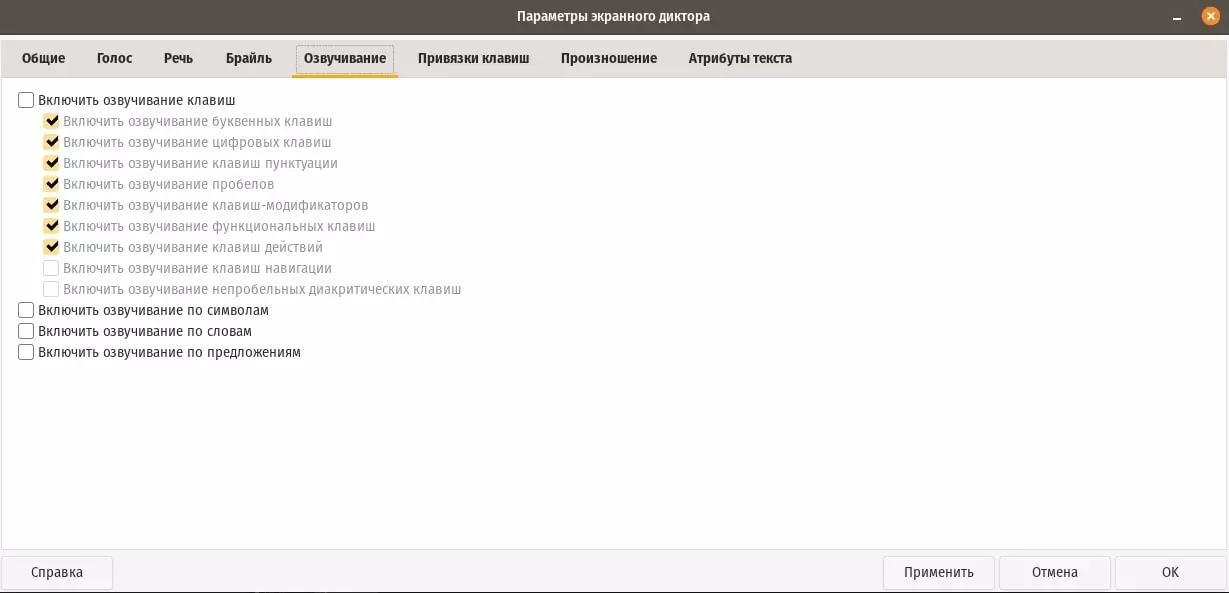 Параметры экранного диктора
Общие Голос Речь Брайль Озвучивание Привязки клавиш Произношение Атрибуты текста
Включить озвучивание клавиш
Включить озвучивание буквенных клавиш
Включить озвучивание цифровых клавиш
Включить озвучивание клавиш пунктуации
Включить озвучивание пробелов
Включить озвучивание клавиш-модификаторов
Включить озвучивание функциональных клавиш
Включить озвучивание клавиш действий
Включить озвучивание клавиш навигации
Включить озвучивание непробельных диакритических клавиш
Включить озвучивание по символам
Включить озвучивание по словам
Включить озвучивание по предложениям
Справка Применить Отмена OK